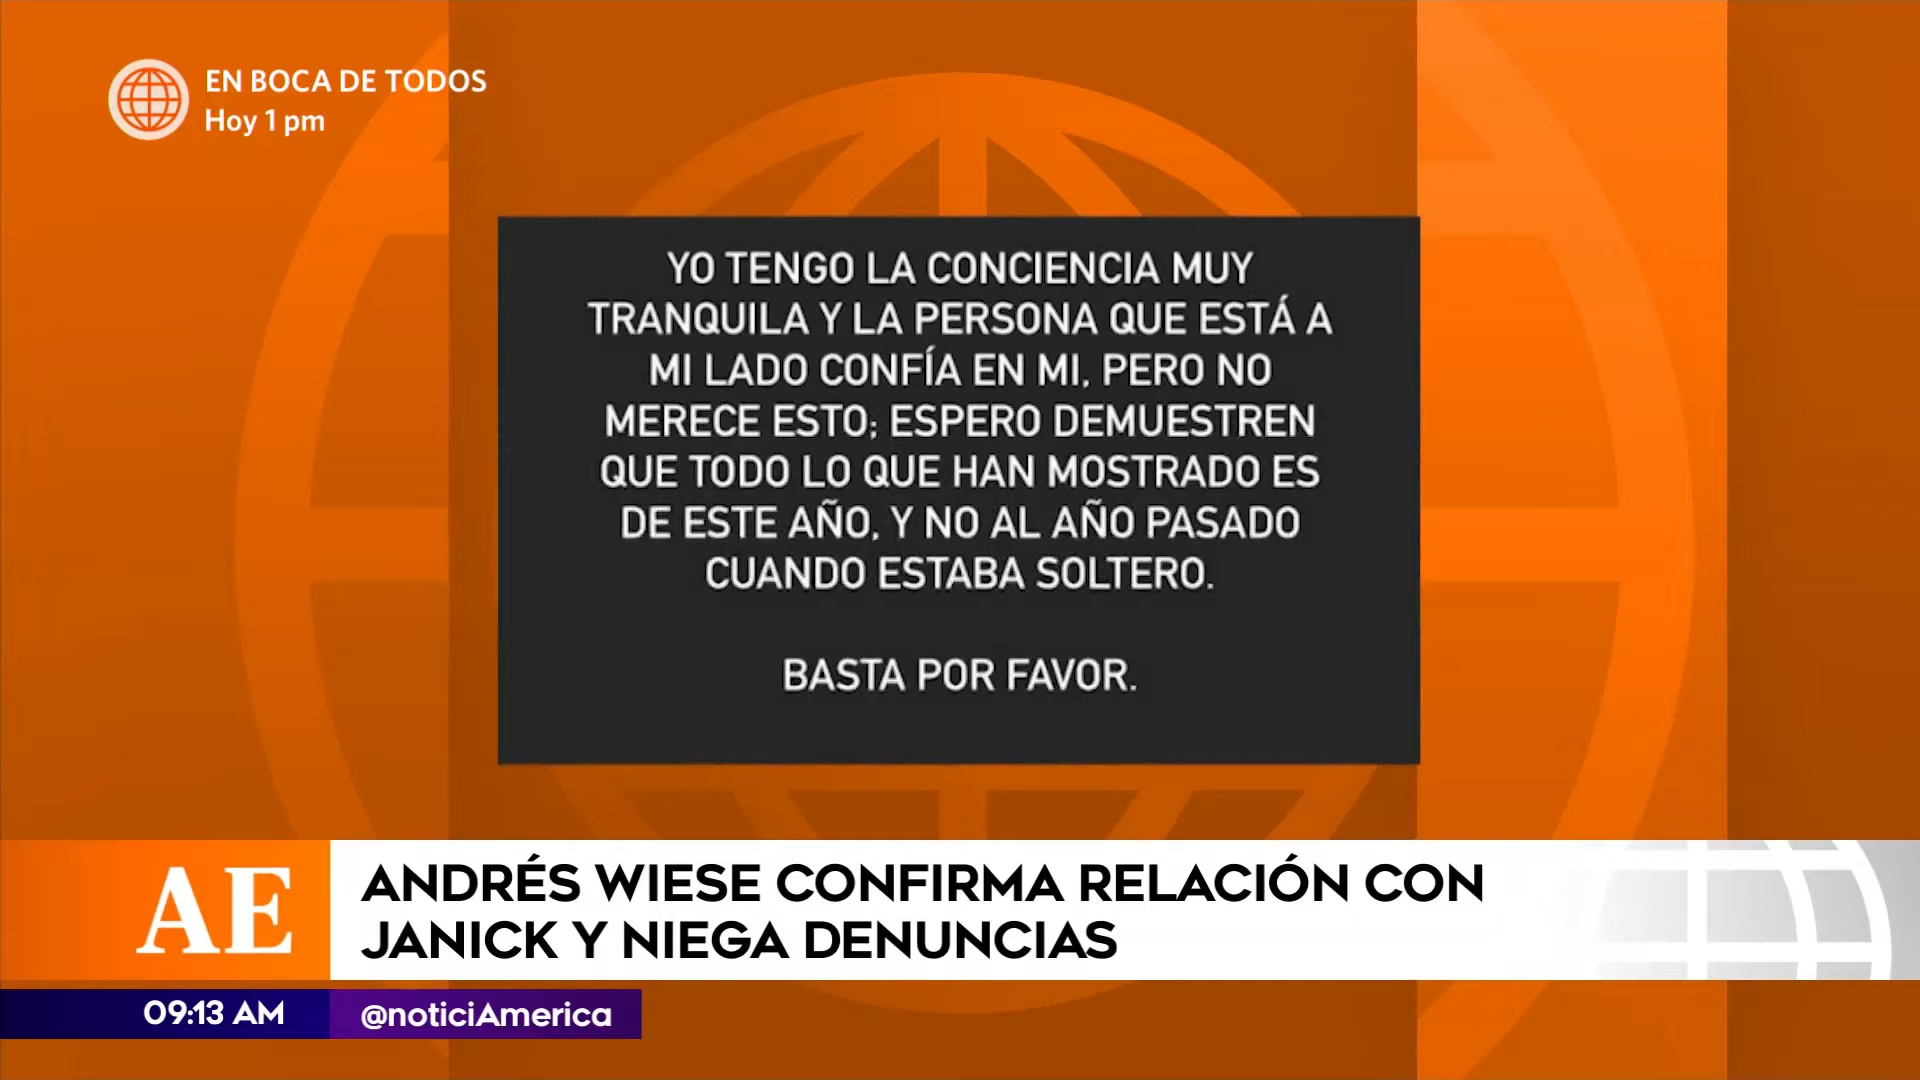 EN BOCA DE TODOS
Hoy 1 pm
YO TENGO LA CONCIENCIA MUY
TRANQUILA Y LA PERSONA QUE ESTÁ A
MI LADO CONFÍA EN MI, PERO NO
MERECE ESTO; ESPERO DEMUESTREN
QUE TODO LO QUE HAN MOSTRADO ES
DE ESTE AÑO, Y NO AL AÑO PASADO
CUANDO ESTABA SOLTERO.
BASTA POR FAVOR.
AE
ANDRÉS WIESE CONFIRMA RELACIÓN CON
JANICK Y NIEGA DENUNCIAS
09:13 AM
@noticiAmerica